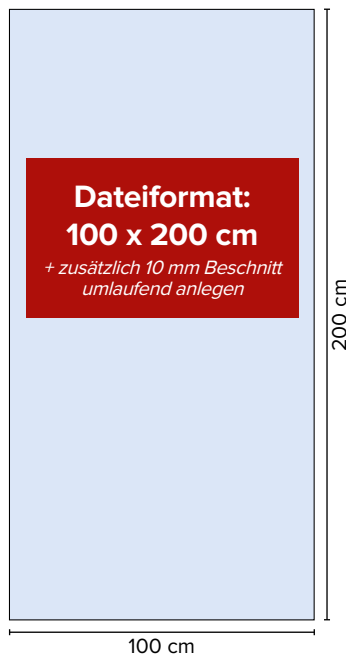 Dateiformat:
100 x 200 cm
+ zusätzlich 10 mm Beschnitt
umlaufend anlegen
200 cm
100 cm